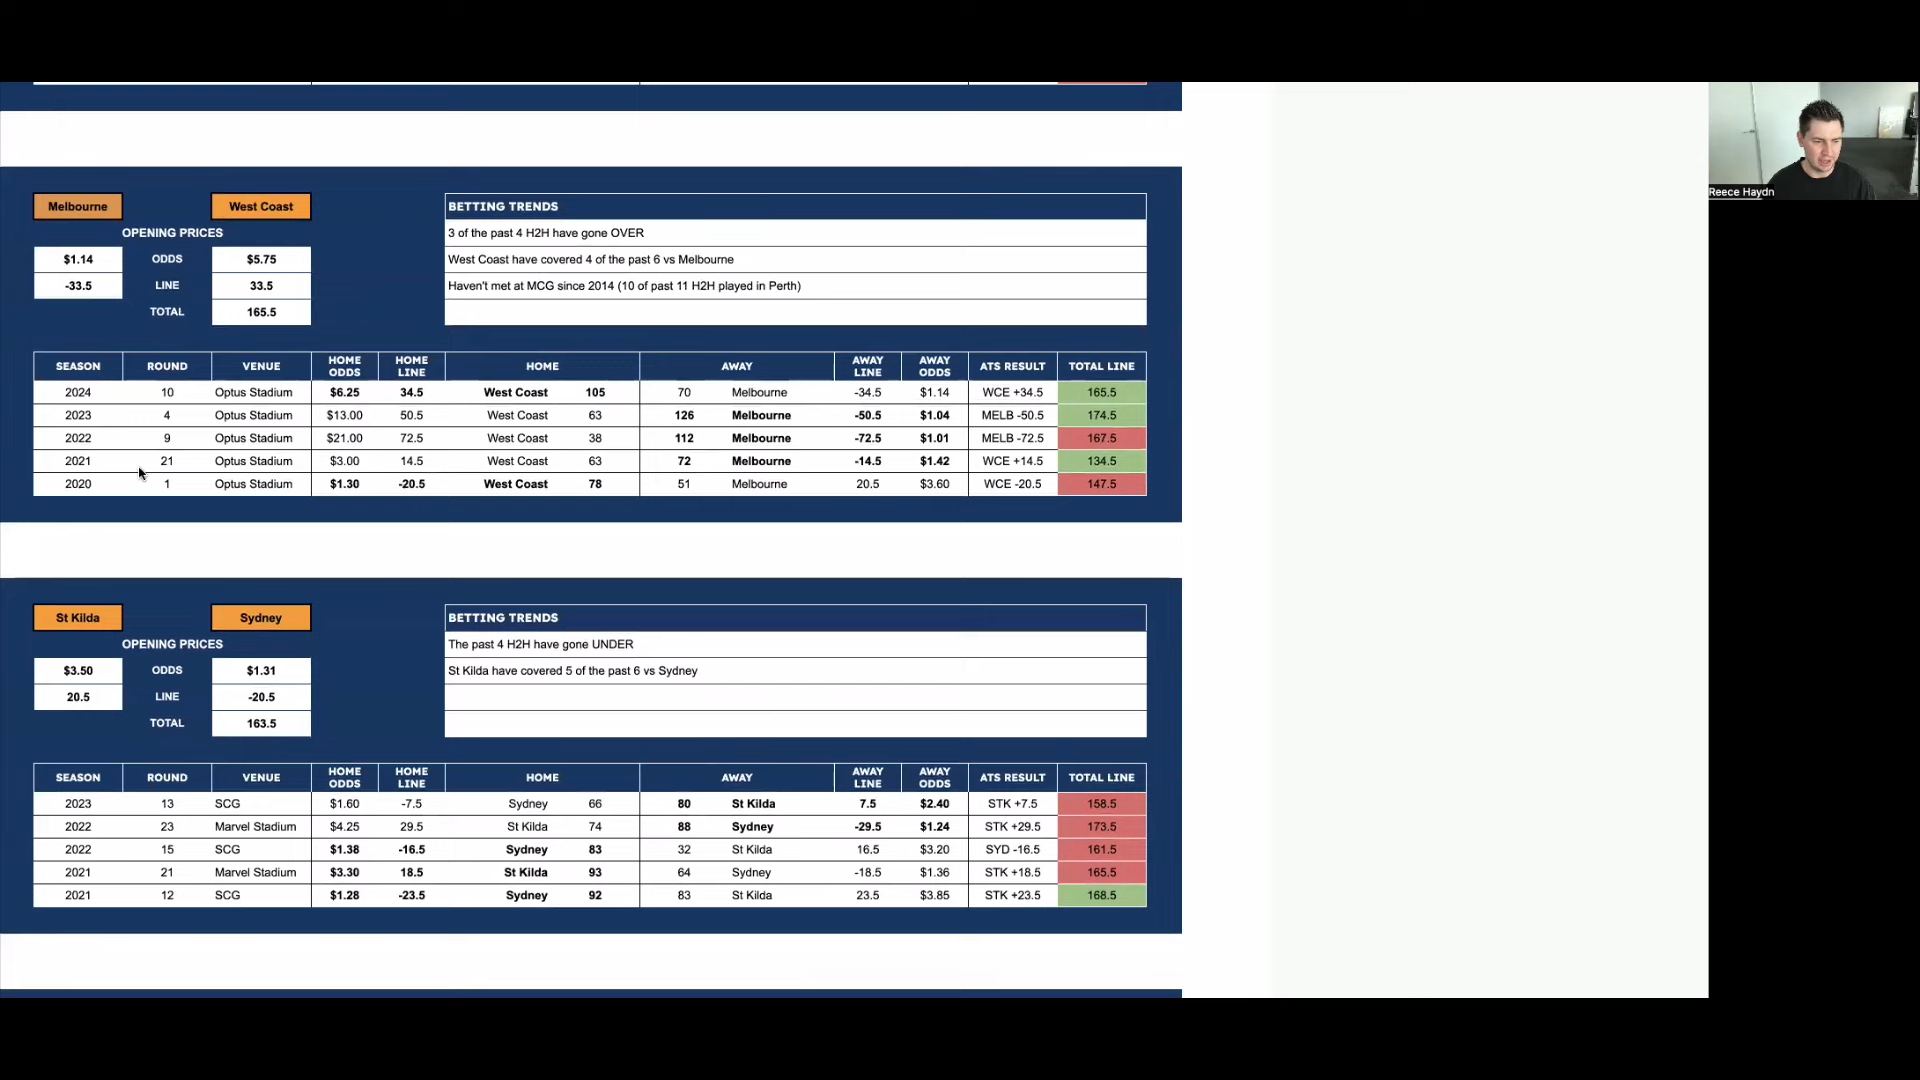 Reece Haydn
Melbourne West Coast
OPENING PRICES
$1.14 ODDS $5.75
-33.5 LINE 33.5
TOTAL 165.5
BETTING TRENDS
3 of the past 4 H2H have gone OVER
West Coast have covered 4 of the past 6 vs Melbourne
Haven't met at MCG since 2014 (10 of past 11 H2H played in Perth)
SEASON ROUND VENUE HOME ODDS HOME LINE HOME AWAY AWAY LINE AWAY ODDS ATS RESULT TOTAL LINE
2024 10 Optus Stadium $6.25 34.5 West Coast 105 70 Melbourne -34.5 $1.14 WCE +34.5 165.5
2023 4 Optus Stadium $13.00 50.5 West Coast 63 126 Melbourne -50.5 $1.04 MELB -50.5 174.5
2022 9 Optus Stadium $21.00 72.5 West Coast 38 112 Melbourne -72.5 $1.01 MELB -72.5 167.5
2021 21 Optus Stadium $3.00 14.5 West Coast 63 72 Melbourne -14.5 $1.42 WCE +14.5 134.5
2020 1 Optus Stadium $1.30 -20.5 West Coast 78 51 Melbourne 20.5 $3.60 WCE -20.5 147.5
St Kilda Sydney
OPENING PRICES
$3.50 ODDS $1.31
20.5 LINE -20.5
TOTAL 163.5
BETTING TRENDS
The past 4 H2H have gone UNDER
St Kilda have covered 5 of the past 6 vs Sydney
SEASON ROUND VENUE HOME ODDS HOME LINE HOME AWAY AWAY LINE AWAY ODDS ATS RESULT TOTAL LINE
2023 13 SCG $1.60 -7.5 Sydney 66 80 St Kilda 7.5 $2.40 STK +7.5 158.5
2022 23 Marvel Stadium $4.25 29.5 St Kilda 74 88 Sydney -29.5 $1.24 STK +29.5 173.5
2022 15 SCG $1.38 -16.5 Sydney 83 32 St Kilda 16.5 $3.20 SYD -16.5 161.5
2021 21 Marvel Stadium $3.30 18.5 St Kilda 93 64 Sydney -18.5 $1.36 STK +18.5 165.5
2021 12 SCG $1.28 -23.5 Sydney 92 83 St Kilda 23.5 $3.85 STK +23.5 168.5